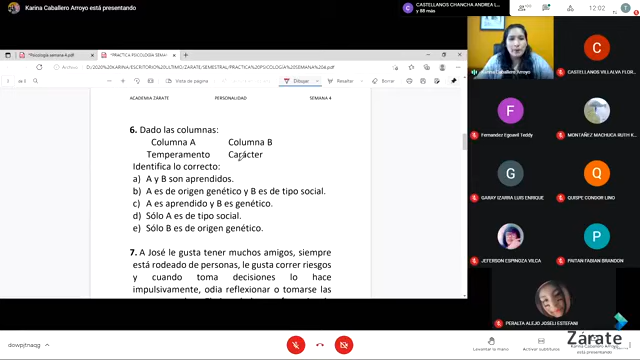 Karina Caballero Arroyo
está presentando
CASTELLANOS CHANCHA ANDREA L
y 88 más
T
12:02
Tú
*Psicologia semana 4.pdf
PRACTICA PSICOLOGIA SEMANA 4
Vista de página
Dibujar
Resaltar
Borrar
ACADEMIA ZARATE PERSONALIDAD SEMANA 4
6. Dado las columnas:
Columna A Columna B
Temperamento Carácter
Identifica lo correcto:
a) A y B son aprendidos.
b) A es de origen genético y B es de tipo social.
c) A es aprendido y B es genético.
d) Sólo A es de tipo social.
e) Sólo B es de origen genético.
7. A José le gusta tener muchos amigos, siempre
está rodeado de personas, le gusta correr riesgos
y cuando toma decisiones lo hace
impulsivamente, odia reflexionar o tomarse las
Karina Caballero Arroyo
C
CASTELLANOS VILLALVA FLOR...
F
Fernandez Egoavil Teddy
MONTAÑEZ MACHUCA RUTH R...
G
GARAY IZARRA LUIS ENRIQUE
Q
QUISPE CONDOR LINO
JEFERSON ESPINOZA VILCA
P
PAITAN FABIAN BRANDON
PERALTA ALEJO JOSELI ESTEFANI
Zárate
dowpjtnaqg
Levantar la mano
Activar subtítulos
Karina Caballero Arroyo
está presentando